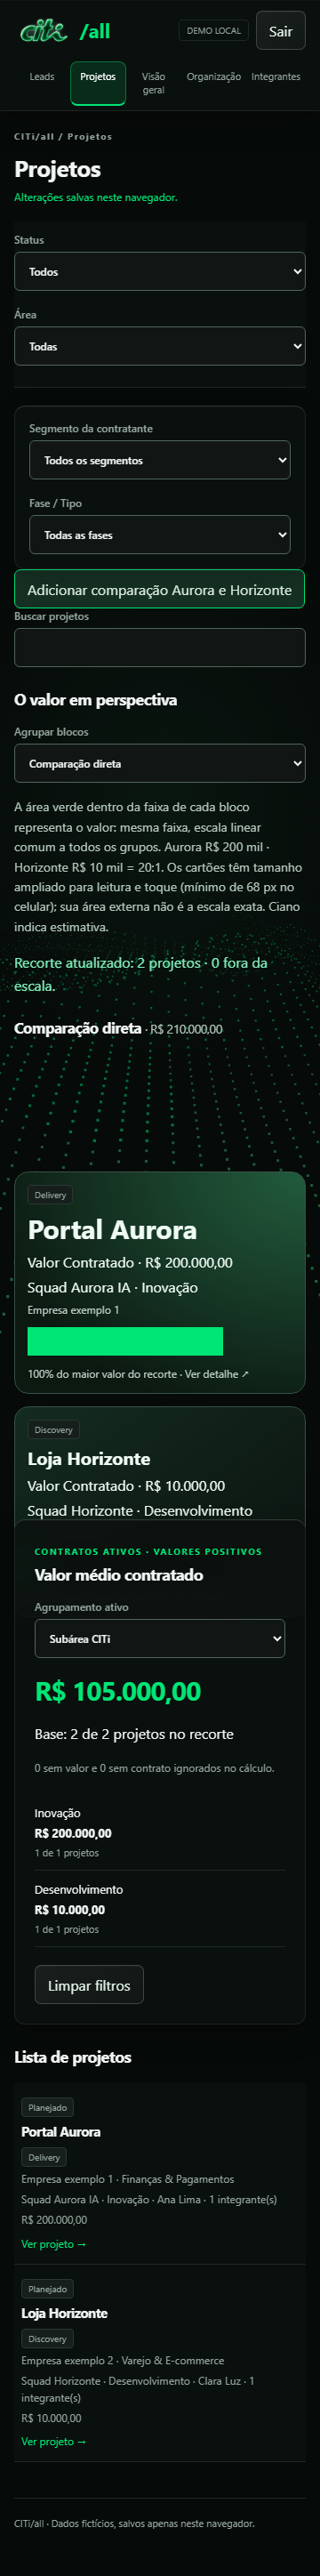 citi /all
DEMO LOCAL
Sair
Leads
Projetos
Visão
geral
Organização
Integrantes
CITi/all / Projetos
Projetos
Alterações salvas neste navegador.
Status
Todos
Área
Todas
Segmento da contratante
Todos os segmentos
Fase / Tipo
Todas as fases
Adicionar comparação Aurora e Horizonte
Buscar projetos
O valor em perspectiva
Agrupar blocos
Comparação direta
A área verde dentro da faixa de cada bloco
representa o valor: mesma faixa, escala linear
comum a todos os grupos. Aurora R$ 200 mil ·
Horizonte R$ 10 mil = 20:1. Os cartões têm tamanho
ampliado para leitura e toque (mínimo de 68 px no
celular); sua área externa não é a escala exata. Ciano
indica estimativa.
Recorte atualizado: 2 projetos · 0 fora da
escala.
Comparação direta · R$ 210.000,00
Delivery
Portal Aurora
Valor Contratado · R$ 200.000,00
Squad Aurora IA · Inovação
Empresa exemplo 1
100% do maior valor do recorte · Ver detalhe ↗
Discovery
Loja Horizonte
Valor Contratado · R$ 10.000,00
Squad Horizonte · Desenvolvimento
CONTRATOS ATIVOS · VALORES POSITIVOS
Valor médio contratado
Agrupamento ativo
Subárea CITi
R$ 105.000,00
Base: 2 de 2 projetos no recorte
0 sem valor e 0 sem contrato ignorados no cálculo.
Inovação
R$ 200.000,00
1 de 1 projetos
Desenvolvimento
R$ 10.000,00
1 de 1 projetos
Limpar filtros
Lista de projetos
Planejado
Portal Aurora
Delivery
Empresa exemplo 1 · Finanças & Pagamentos
Squad Aurora IA · Inovação · Ana Lima · 1 integrante(s)
R$ 200.000,00
Ver projeto →
Planejado
Loja Horizonte
Discovery
Empresa exemplo 2 · Varejo & E-commerce
Squad Horizonte · Desenvolvimento · Clara Luz · 1
integrante(s)
R$ 10.000,00
Ver projeto →
CITi/all · Dados fictícios, salvos apenas neste navegador.